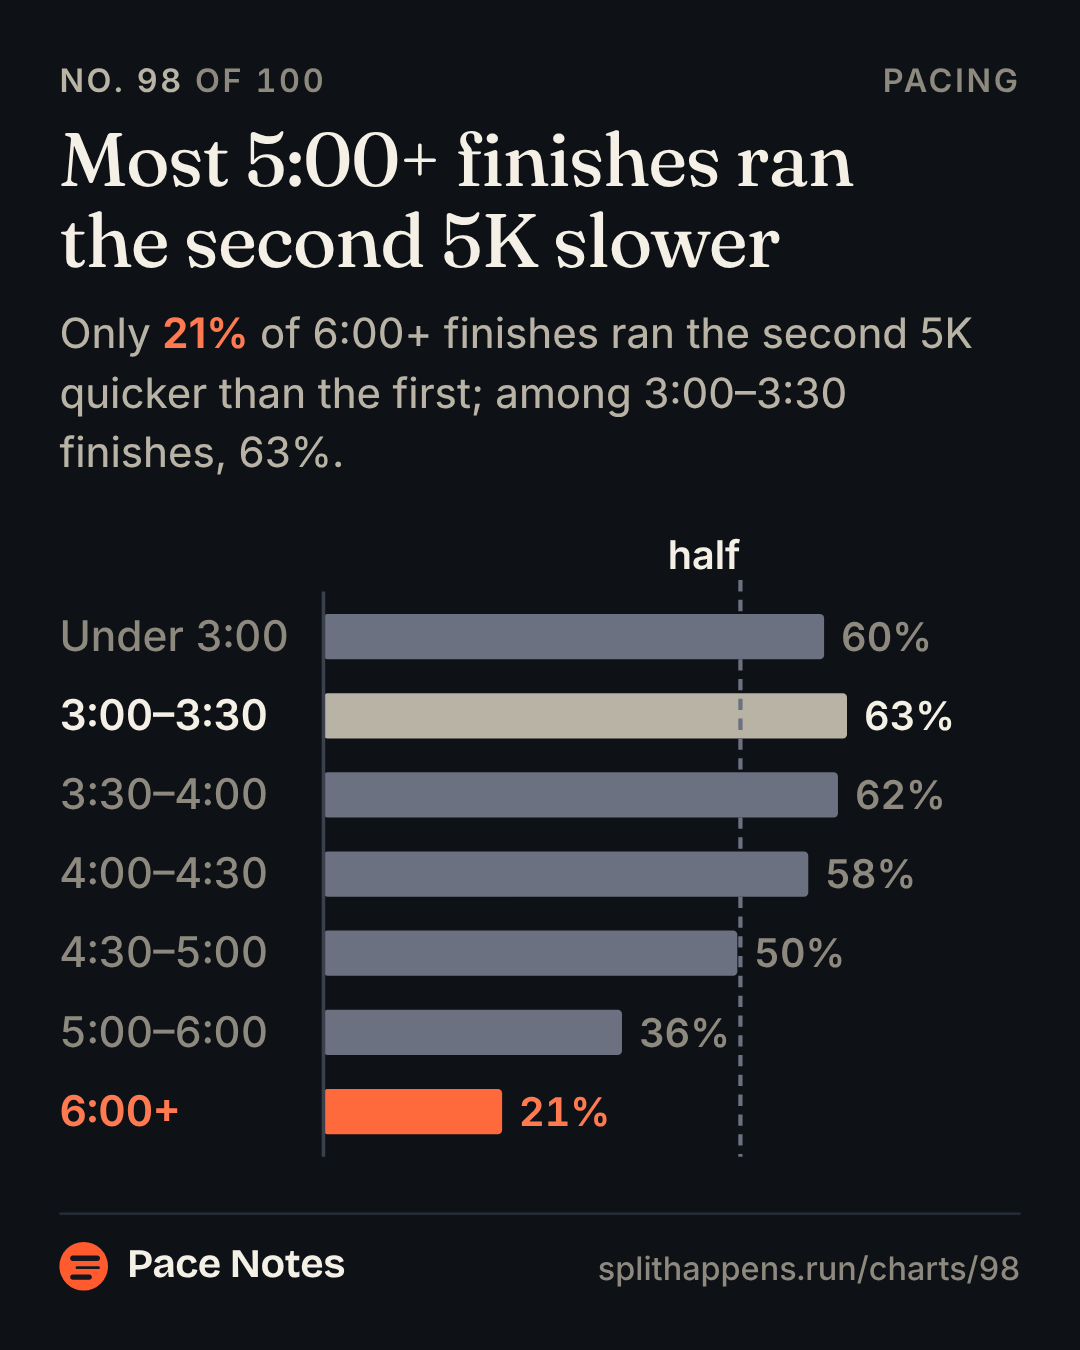 NO. 98 OF 100
PACING
Most 5:00+ finishes ran
the second 5K slower
Only 21% of 6:00+ finishes ran the second 5K
quicker than the first; among 3:00–3:30
finishes, 63%.
half
Under 3:00 60%
3:00–3:30 63%
3:30–4:00 62%
4:00–4:30 58%
4:30–5:00 50%
5:00–6:00 36%
6:00+ 21%
Pace Notes
splithappens.run/charts/98